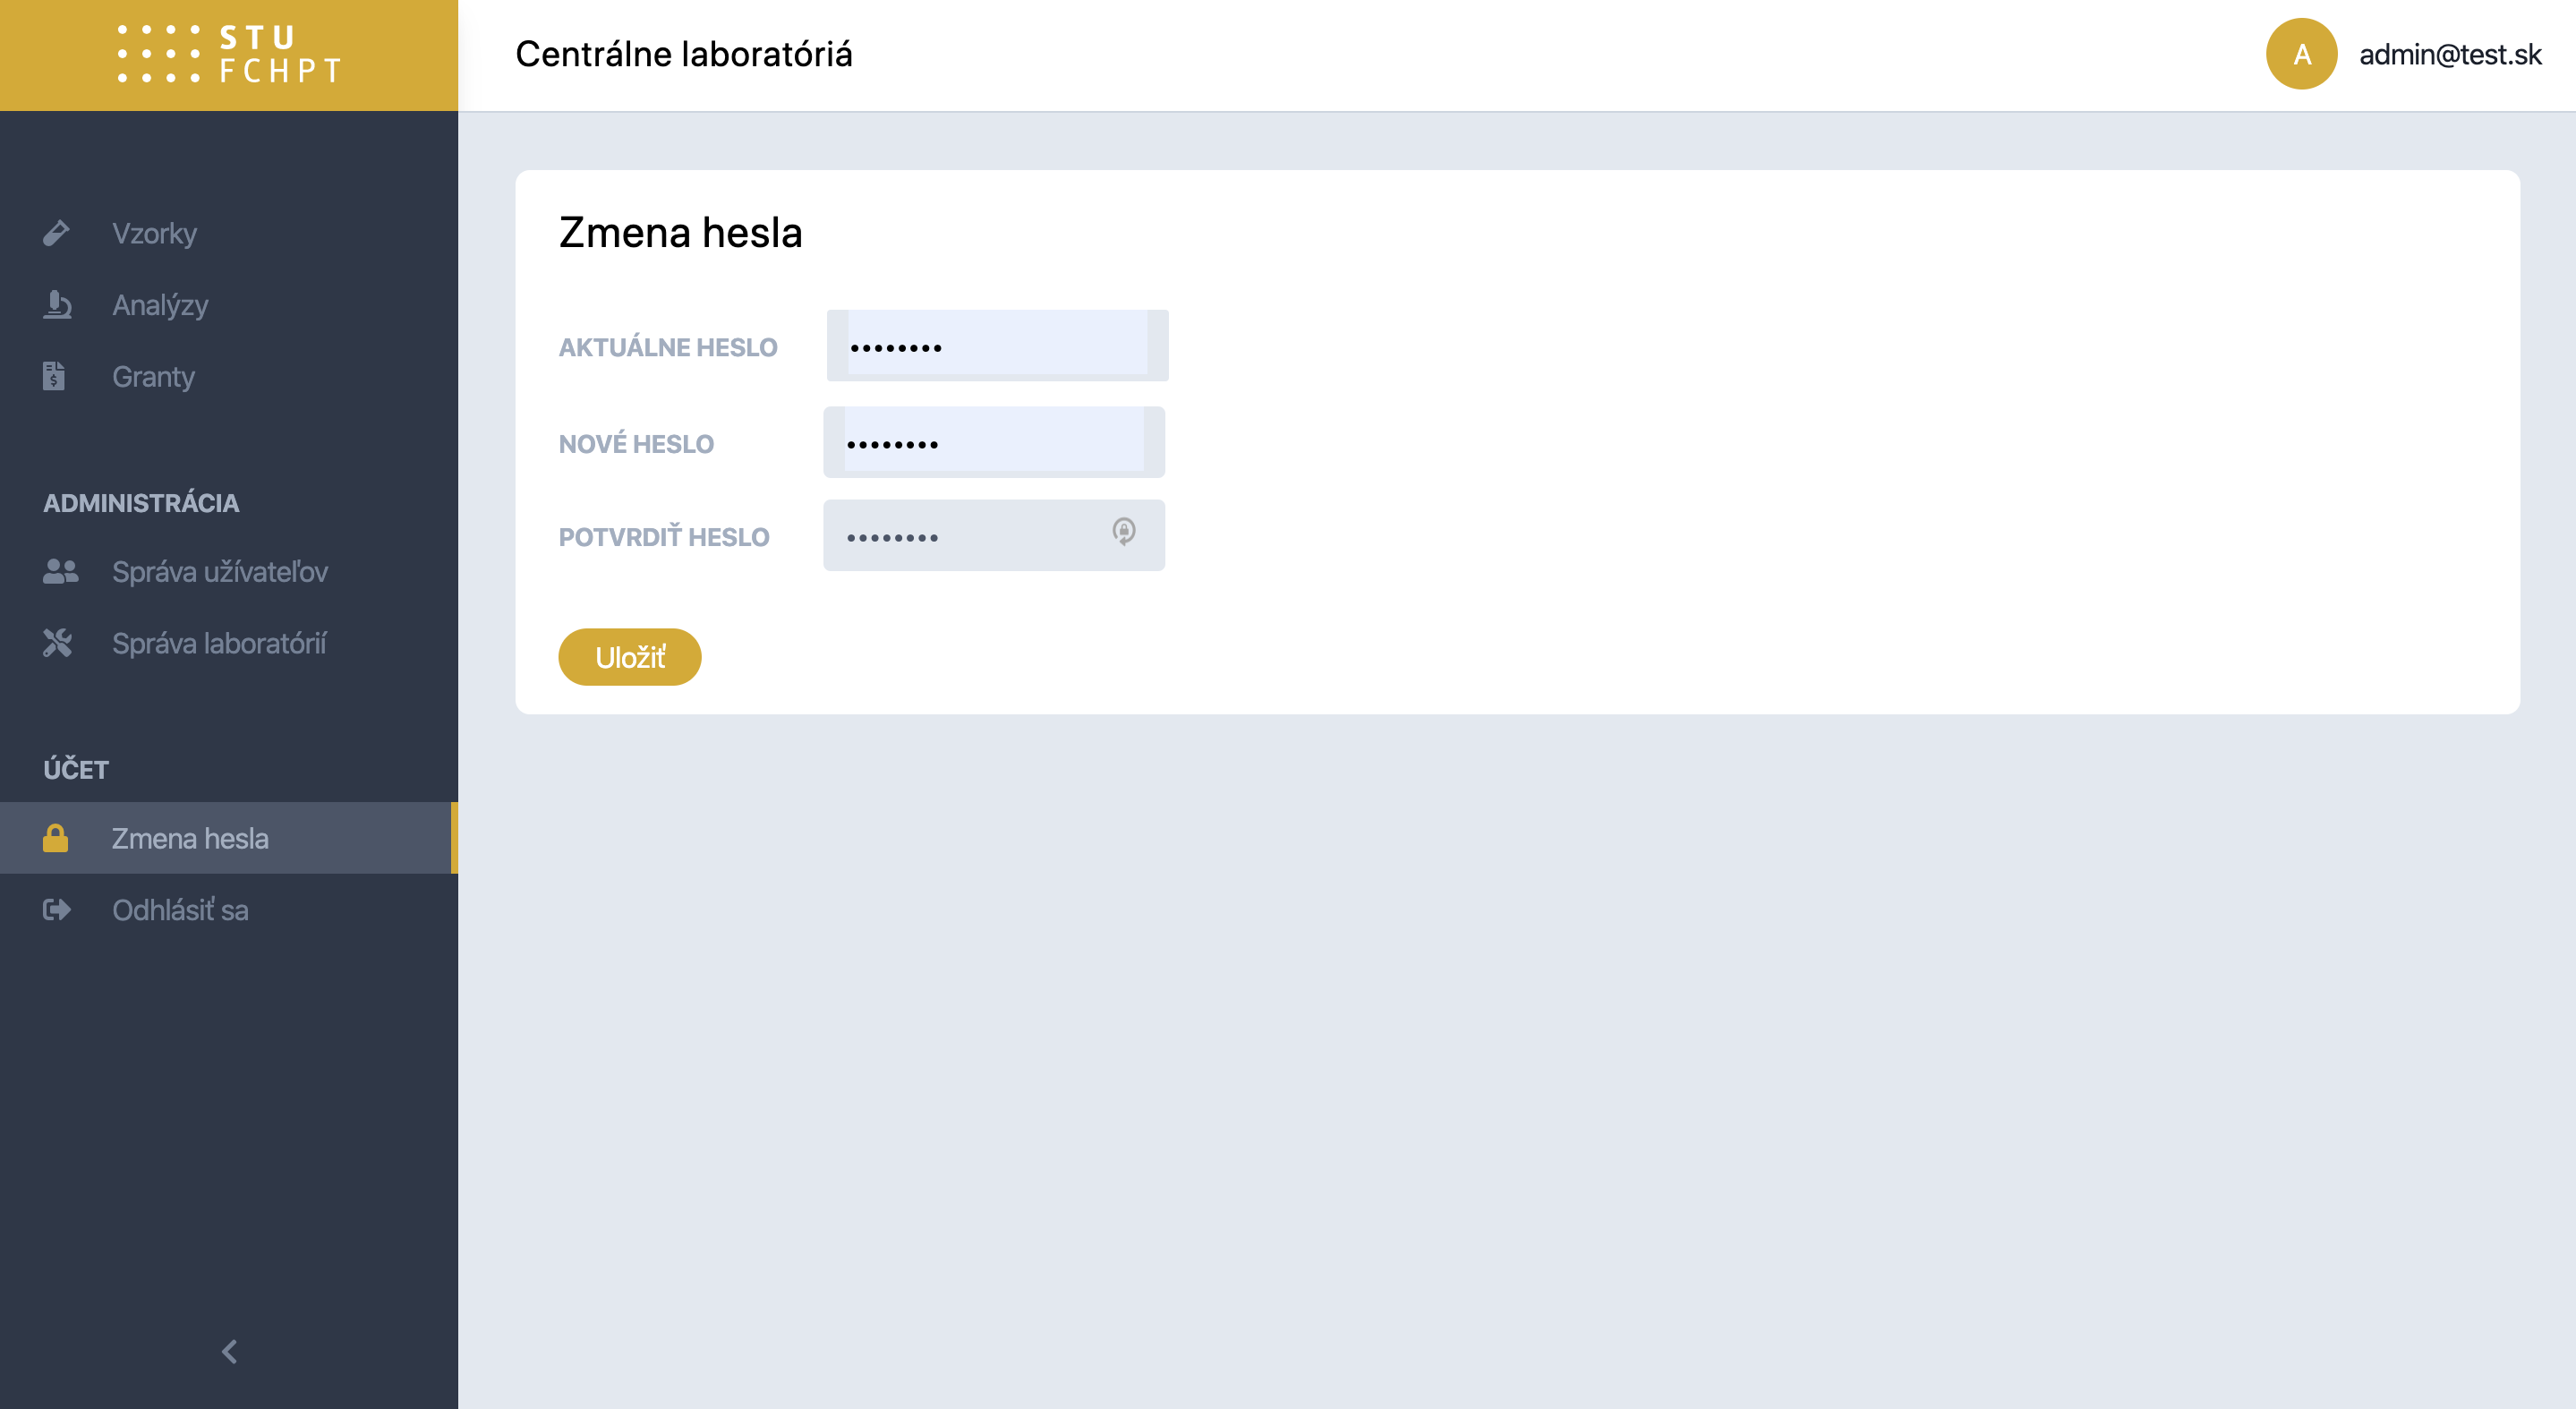 STU
FCHPT
Centrálne laboratóriá
A
admin@test.sk
Vzorky
Analýzy
Granty
ADMINISTRÁCIA
Správa užívateľov
Správa laboratórií
ÚČET
Zmena hesla
Odhlásiť sa
Zmena hesla
AKTUÁLNE HESLO
••••••••
NOVÉ HESLO
••••••••
POTVRDIŤ HESLO
••••••••
Uložiť